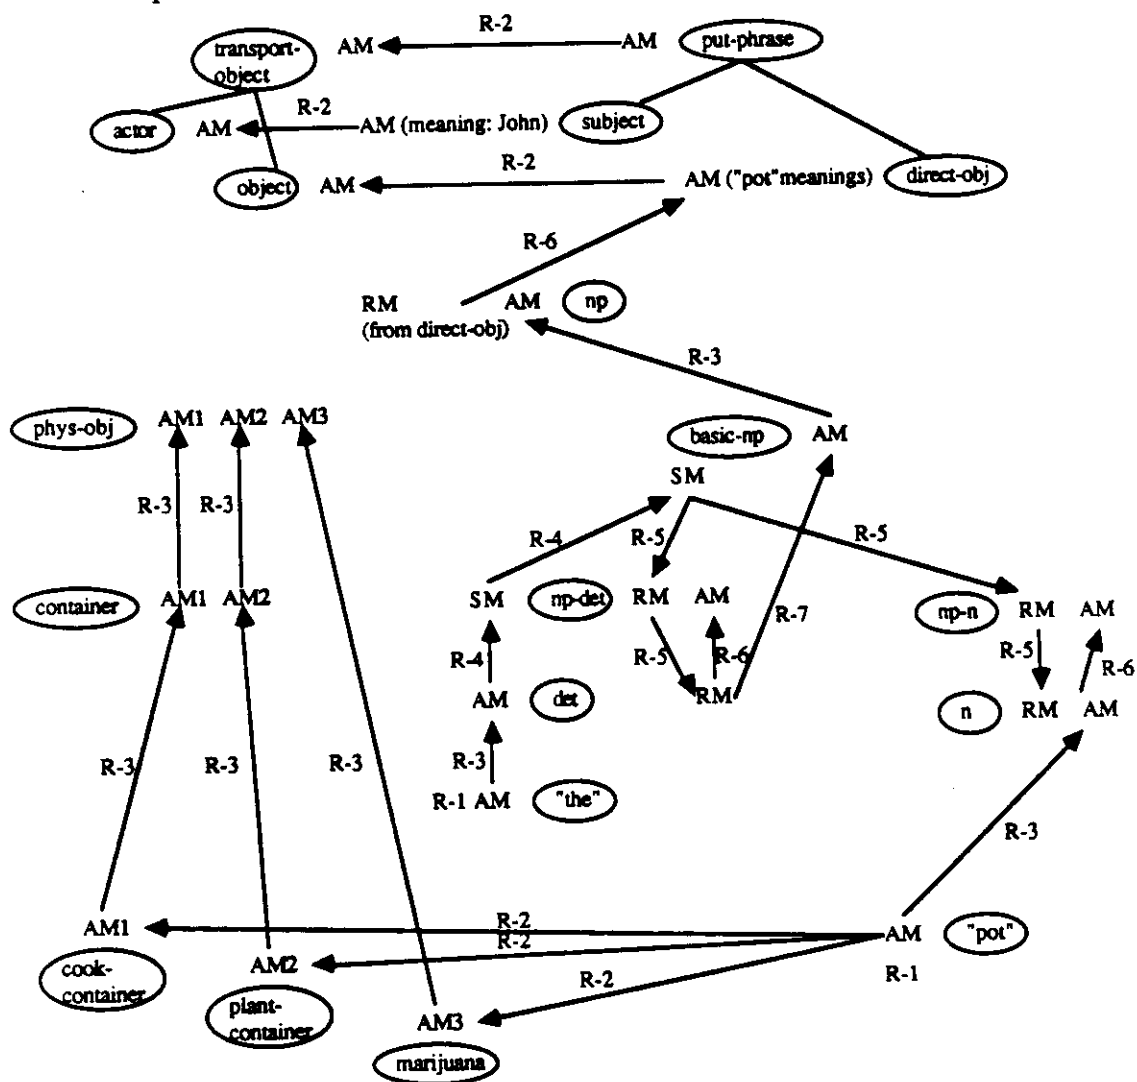 R-2
transport-
object
AM
AM
put-phrase
R-2
actor
AM
AM (meaning: John)
subject
R-2
object
AM
AM ("pot"meanings)
direct-obj
R-6
RM
(from direct-obj)
AM
np
R-3
phys-obj
AM1
AM2
AM3
basic-np
AM
SM
R-3
R-3
R-4
R-5
R-5
container
AM1
AM2
SM
np-det
RM
AM
R-7
np-n
RM
AM
R-4
R-5
R-6
R-5
R-6
AM
det
RM
n
RM
AM
R-3
R-3
R-3
R-3
R-1 AM
"the"
R-3
AM1
R-2
R-2
AM
"pot"
cook-
container
AM2
R-2
R-1
plant-
container
AM3
marijuana